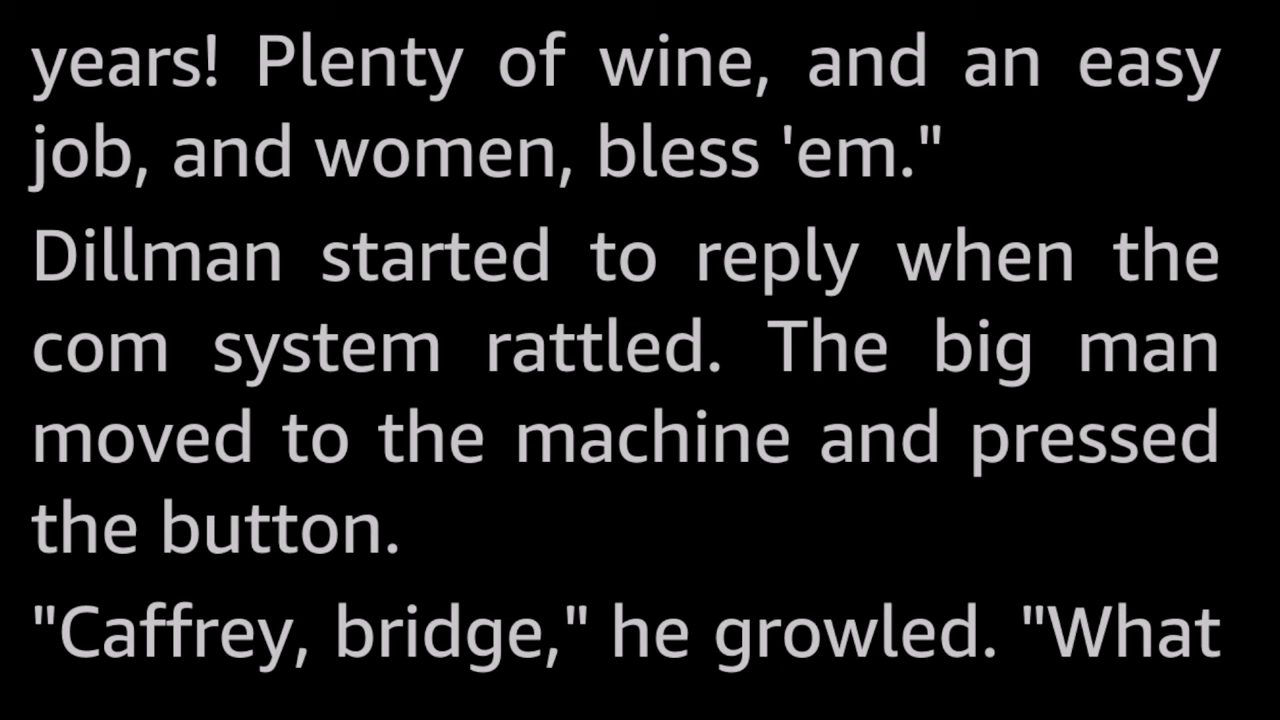 years! Plenty of wine, and an easy
job, and women, bless 'em."
Dillman started to reply when the
com system rattled. The big man
moved to the machine and pressed
the button.
"Caffrey, bridge," he growled. "What